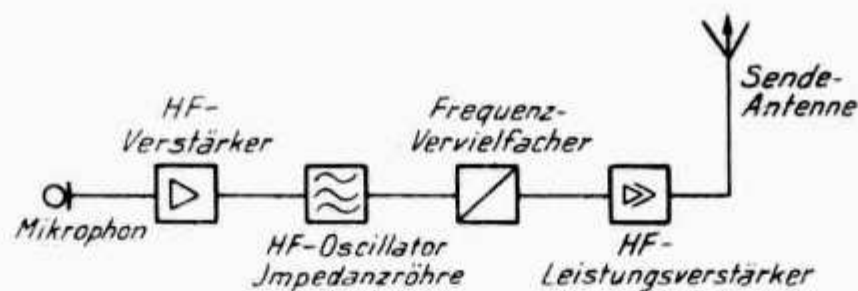 HF-
Verstärker
Frequenz-
Vervielfacher
Sende-
Antenne
Mikrophon
HF-Oscillator
Jmpedanzröhre
HF-
Leistungsverstärker